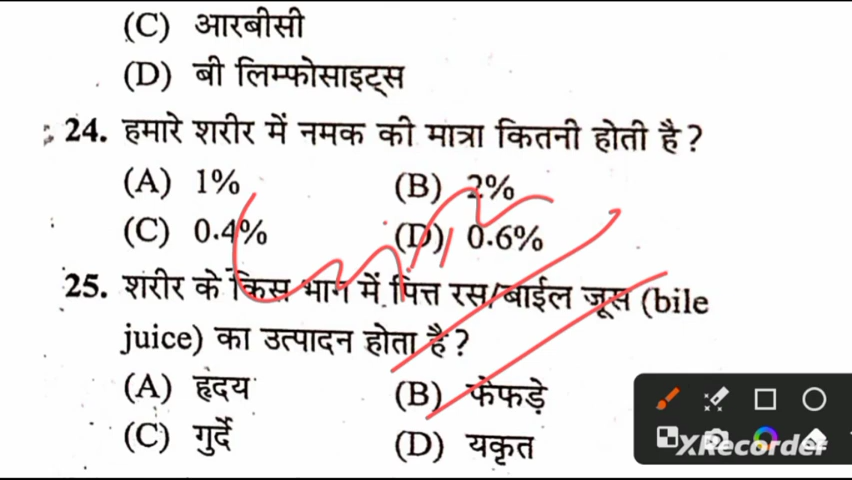 (C) आरबीसी
(D) बी लिम्फोसाइट्स
24. हमारे शरीर में नमक की मात्रा कितनी होती है?
(A) 1% (B) 2%
(C) 0.4% (D) 0.6%
25. शरीर के किस भाग में पित्त रस/बाईल जूस (bile
juice) का उत्पादन होता है?
(A) हृदय (B) फेफड़े
(C) गुर्दे (D) यकृत
XRecorder